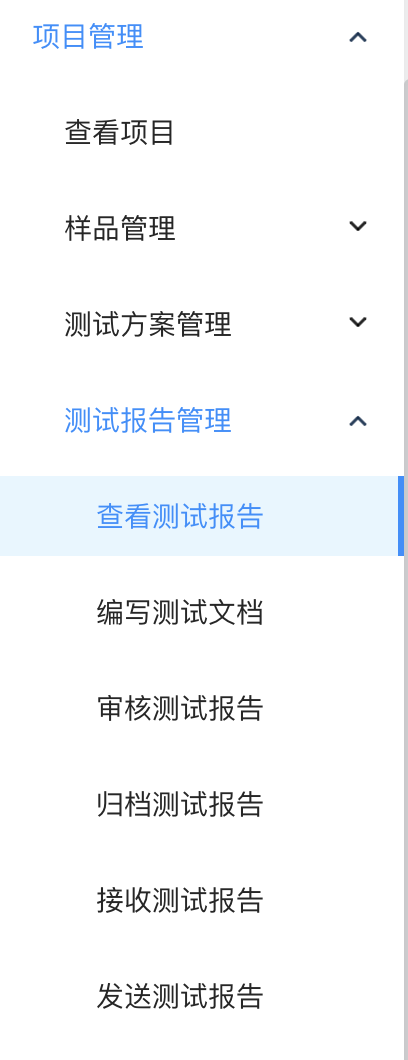 项目管理
查看项目
样品管理
测试方案管理
测试报告管理
查看测试报告
编写测试文档
审核测试报告
归档测试报告
接收测试报告
发送测试报告